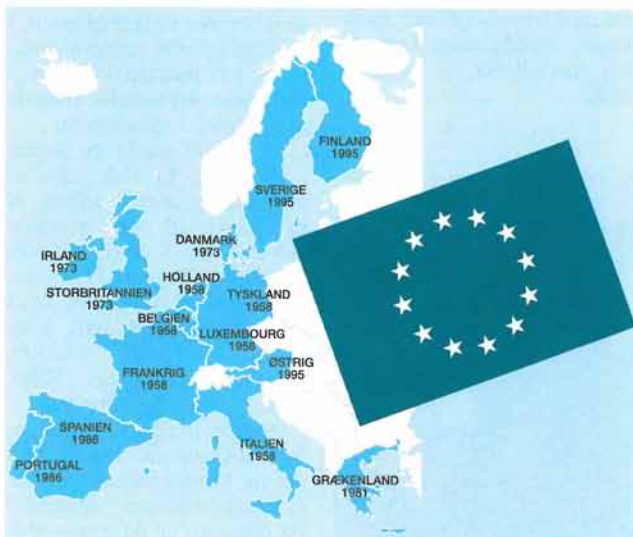 FINLAND
1995
SVERIGE
1995
DANMARK
1973
IRLAND
1973
HOLLAND
1958
STORBRITANNIEN
1973
TYSKLAND
1958
BELGIEN
1958
LUXEMBOURG
1958
ØSTRIG
1995
FRANKRIG
1958
SPANIEN
1986
ITALIEN
1958
PORTUGAL
1986
GRÆKENLAND
1981